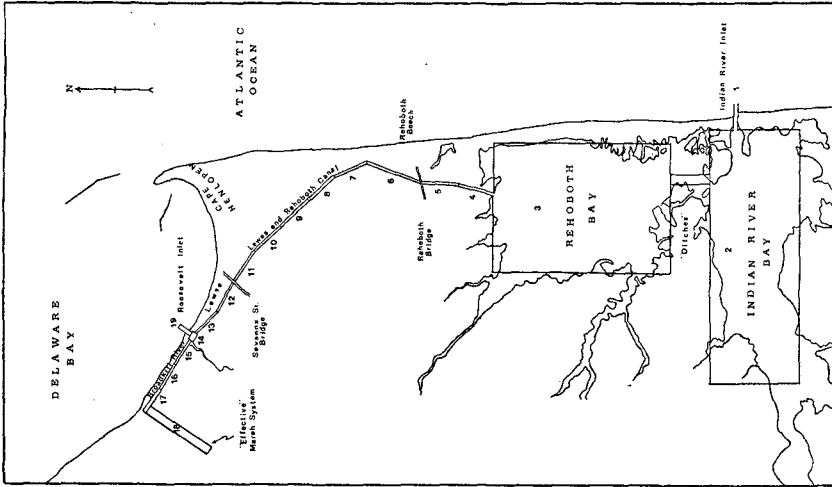 N
ATLANTIC
OCEAN
DELAWARE
BAY
CAPE
HENLOPEN
Roosevelt Inlet
19
Lewes
Broadkill River
17
16
15
14
13
12
11
10
9
8
7
6
5
4
Lewes and Rehoboth Canal
Savanna St.
Bridge
18
"Effective"
Marsh System
Rehoboth
Beach
Rehoboth
Bridge
3
REHOBOTH
BAY
"Ditches"
Indian River Inlet
1
2
INDIAN RIVER
BAY